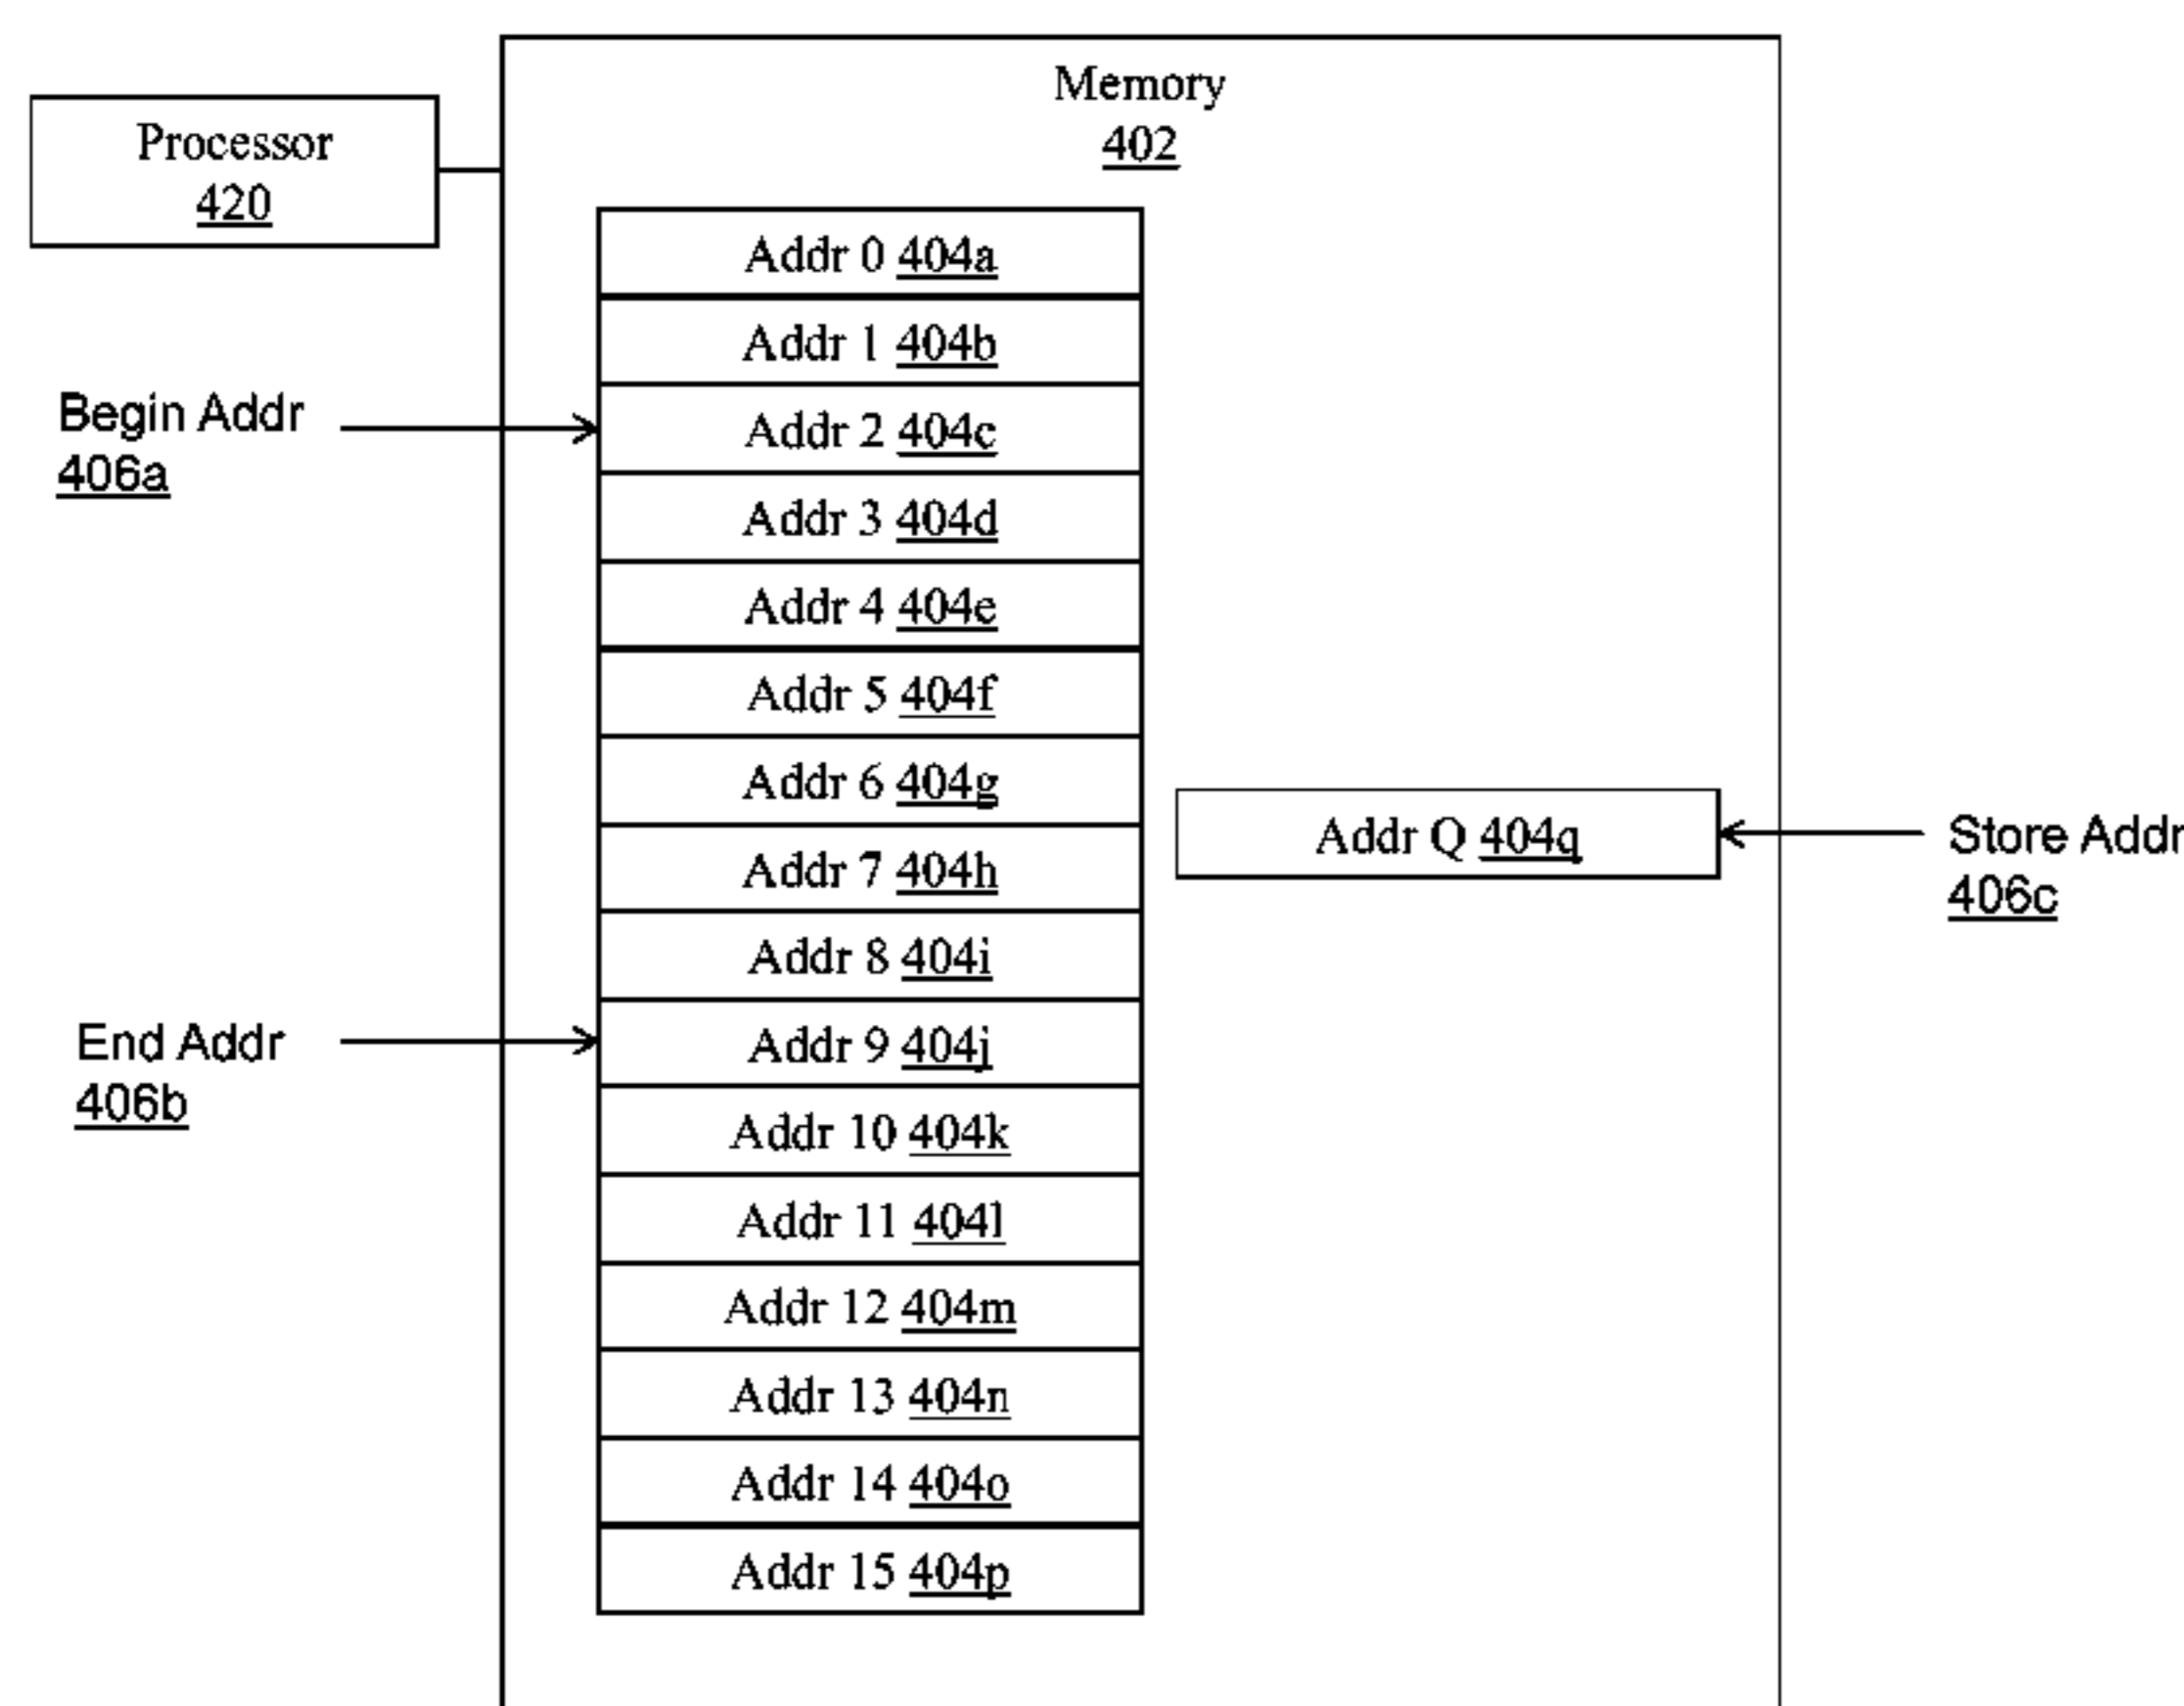 Memory
402
Processor
420
Addr 0 404a
Addr 1 404b
Begin Addr
406a
Addr 2 404c
Addr 3 404d
Addr 4 404e
Addr 5 404f
Addr 6 404g
Addr 7 404h
Addr Q 404q
Store Addr
406c
Addr 8 404i
End Addr
406b
Addr 9 404j
Addr 10 404k
Addr 11 404l
Addr 12 404m
Addr 13 404n
Addr 14 404o
Addr 15 404p